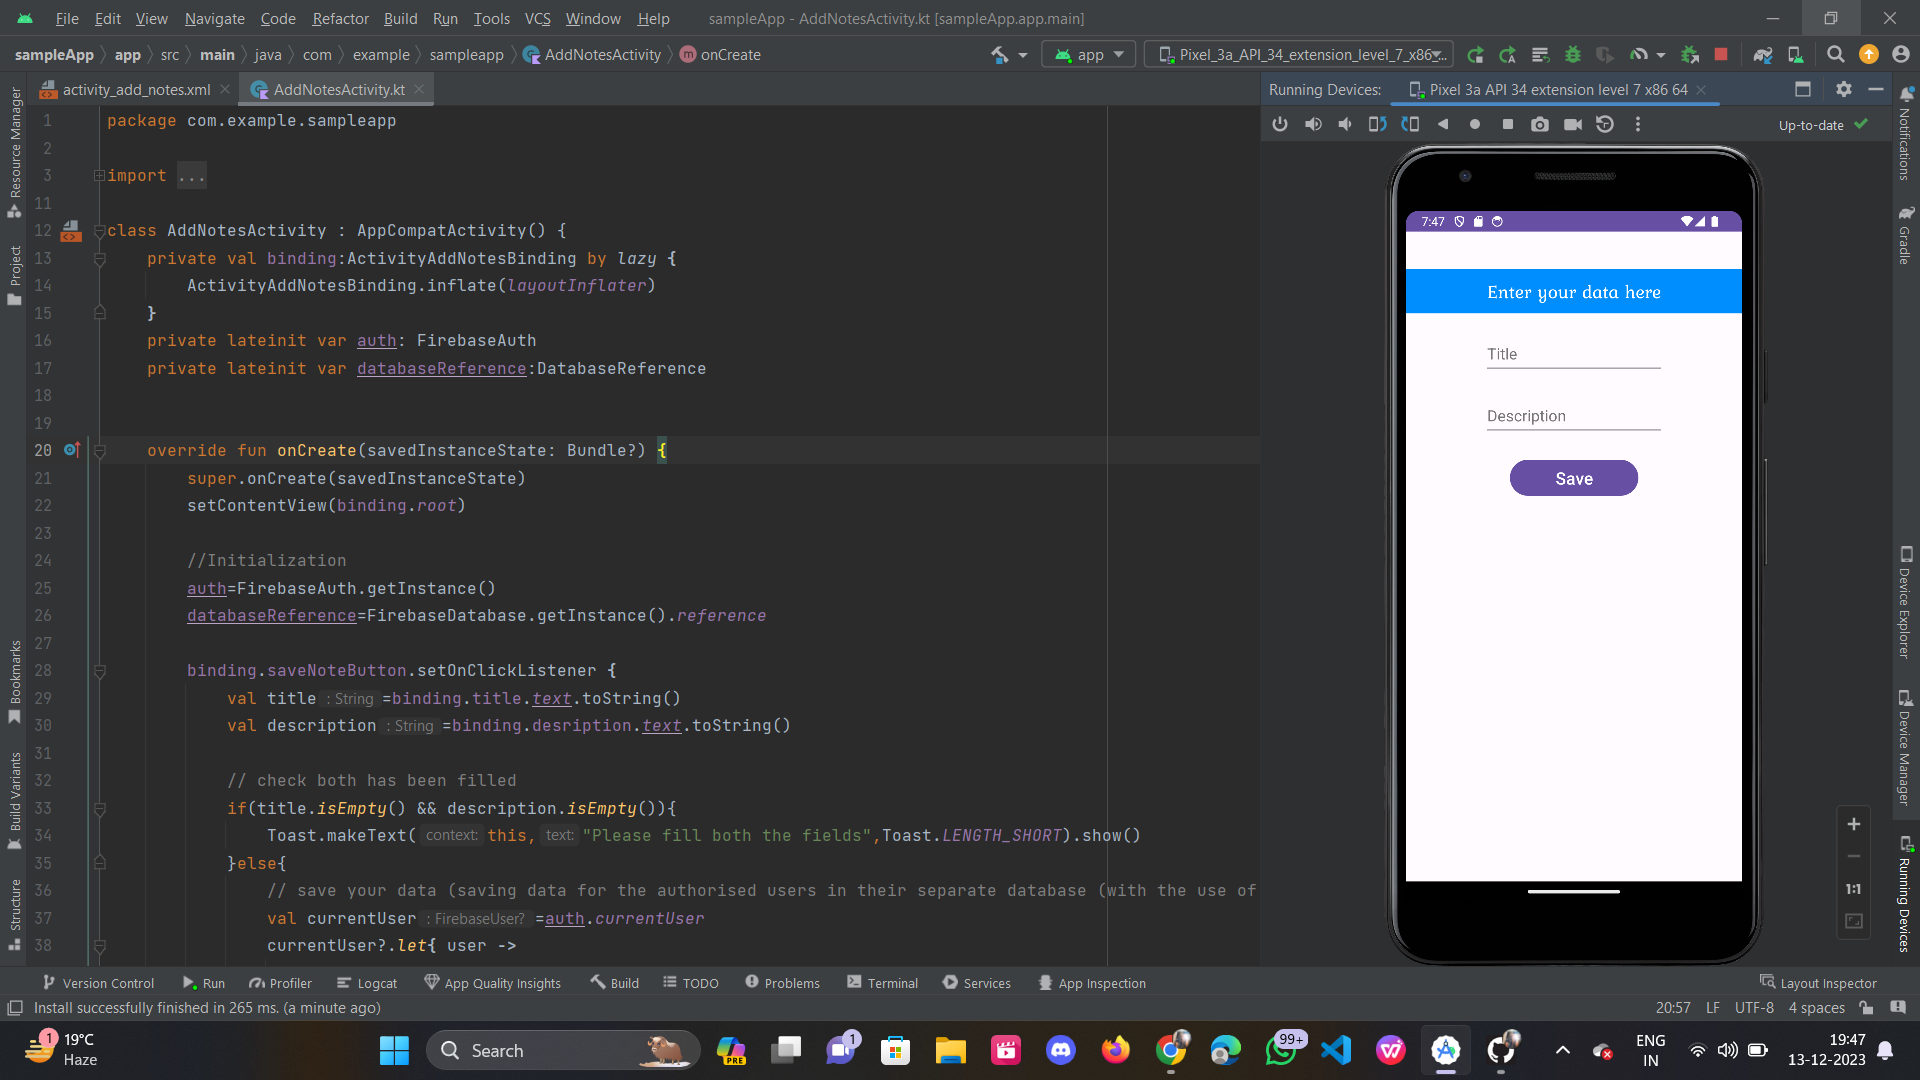 File Edit View Navigate Code Refactor Build Run Tools VCS Window Help sampleApp - AddNotesActivity.kt [sampleApp.app.main]
sampleApp app src main java com example sampleapp AddNotesActivity m onCreate app Pixel_3a_API_34_extension_level_7_x86...
activity_add_notes.xml AddNotesActivity.kt
Running Devices: Pixel 3a API 34 extension level 7 x86 64
Up-to-date
1 package com.example.sampleapp
2
3 import ...
11
12 class AddNotesActivity : AppCompatActivity() {
13 private val binding:ActivityAddNotesBinding by lazy {
14 ActivityAddNotesBinding.inflate(layoutInflater)
15 }
16 private lateinit var auth: FirebaseAuth
17 private lateinit var databaseReference:DatabaseReference
18
19
20 override fun onCreate(savedInstanceState: Bundle?) {
21 super.onCreate(savedInstanceState)
22 setContentView(binding.root)
23
24 //Initialization
25 auth=FirebaseAuth.getInstance()
26 databaseReference=FirebaseDatabase.getInstance().reference
27
28 binding.saveNoteButton.setOnClickListener {
29 val title : String =binding.title.text.toString()
30 val description : String =binding.desription.text.toString()
31
32 // check both has been filled
33 if(title.isEmpty() && description.isEmpty()){
34 Toast.makeText( context: this, text: "Please fill both the fields",Toast.LENGTH_SHORT).show()
35 }else{
36 // save your data (saving data for the authorised users in their separate database (with the use of
37 val currentUser : FirebaseUser? =auth.currentUser
38 currentUser?.let{ user ->
7:47
Enter your data here
Title
Description
Save
1:1
Resource Manager
Project
Bookmarks
Build Variants
Structure
Notifications
Gradle
Device Explorer
Device Manager
Running Devices
Version Control Run Profiler Logcat App Quality Insights Build TODO Problems Terminal Services App Inspection Layout Inspector
Install successfully finished in 265 ms. (a minute ago) 20:57 LF UTF-8 4 spaces
1 19°C
Haze
Search
PRE
1
99+
ENG
IN
19:47
13-12-2023